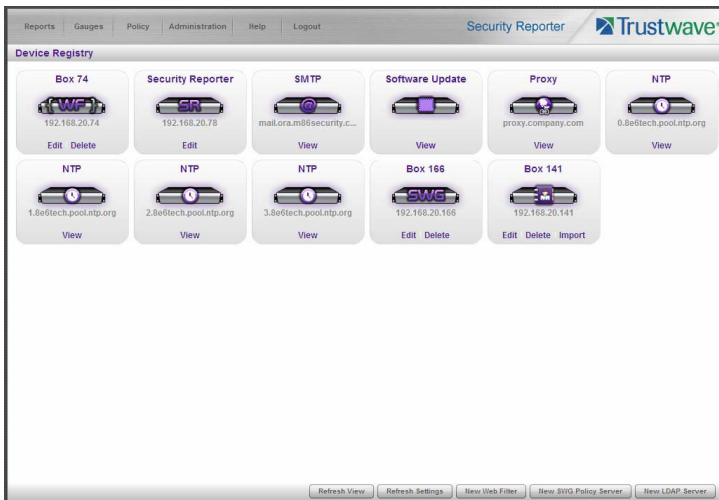 Reports Gauges Policy Administration Help Logout
Security Reporter
Trustwave
Device Registry
Box 74
WF
192.168.20.74
Edit Delete
Security Reporter
SR
192.168.20.78
Edit
SMTP
@
mail.ora.m86security.c...
View
Software Update
View
Proxy
proxy.company.com
View
NTP
0.8e6tech.pool.ntp.org
View
NTP
1.8e6tech.pool.ntp.org
View
NTP
2.8e6tech.pool.ntp.org
View
NTP
3.8e6tech.pool.ntp.org
View
Box 166
SWG
192.168.20.166
Edit Delete
Box 141
192.168.20.141
Edit Delete Import
Refresh View Refresh Settings New Web Filter New SWG Policy Server New LDAP Server